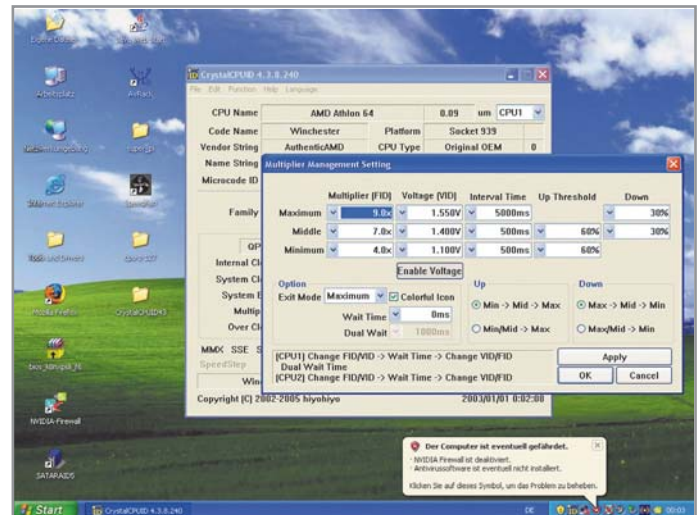 Internet Explorer
Mozilla Firefox
NVIDIA-Firewall
SATARAID5
CrystalCPUID 4.3.8.240
File Edit Function Help Language
CPU Name AMD Athlon 64 0.09 um CPU1
Code Name Winchester Platform Socket 939
Vendor String AuthenticAMD CPU Type Original OEM 0
Name String
Microcode ID
Family
Internal Cl
System Cl
System
Multip
Over Cl
MMX SSE S
SpeedStep
Win
Copyright (C) 2002-2005 hiyohiyo 2003/01/01 0:02:08
Multiplier Management Setting
Multiplier (FID) Voltage (VID) Interval Time Up Threshold Down
Maximum 9.0x 1.550V 5000ms 30%
Middle 7.0x 1.400V 500ms 60% 30%
Minimum 4.0x 1.100V 500ms 60%
Enable Voltage
Option
Exit Mode Maximum Colorful Icon
Wait Time 0ms
Dual Wait 1000ms
Up
Min -> Mid -> Max
Min/Mid -> Max
Down
Max -> Mid -> Min
Max/Mid -> Min
[CPU1] Change FID/VID -> Wait Time -> Change VID/FID
Dual Wait Time
[CPU2] Change FID/VID -> Wait Time -> Change VID/FID
Apply
OK Cancel
Der Computer ist eventuell gefährdet.
- NVIDIA Firewall ist deaktiviert.
- Antivirussoftware ist eventuell nicht installiert.
Klicken Sie auf dieses Symbol, um das Problem zu beheben.
Start CrystalCPUID 4.3.8.240 DE 00:03